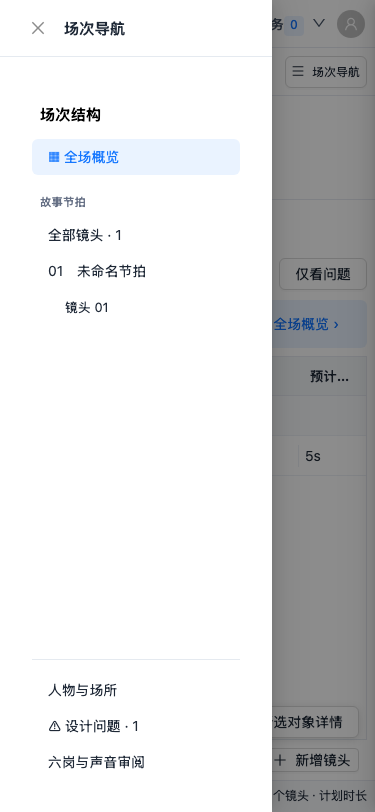 场次导航
务 0
场次导航
场次结构
全场概览
故事节拍
全部镜头 · 1
01 未命名节拍
镜头 01
仅看问题
全场概览 ›
预计...
5s
人物与场所
设计问题 · 1
六岗与声音审阅
选对象详情
新增镜头
个镜头 · 计划时长